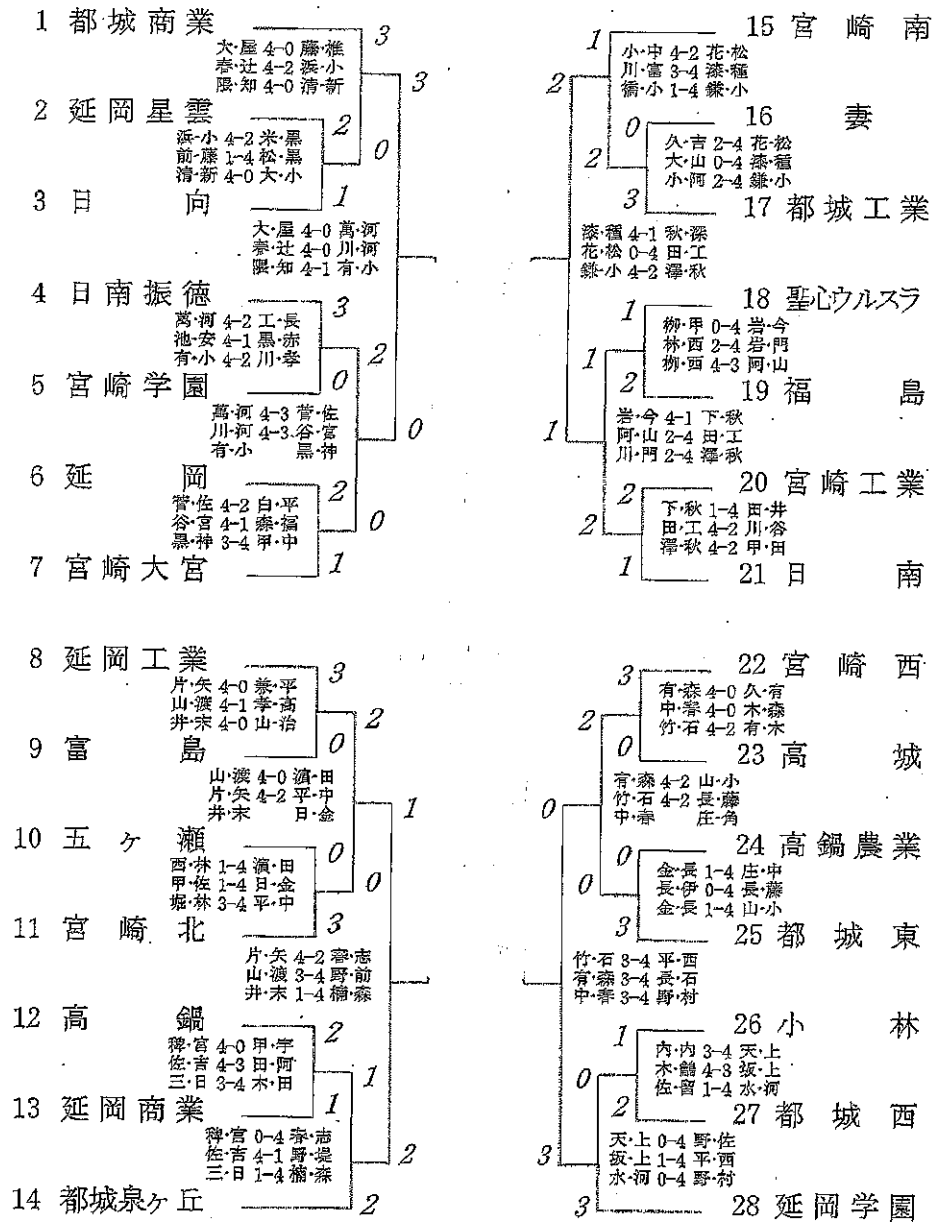 1 都城商業
3
大・屋 4-0 藤・椎
春・辻 4-2 浜・小
隈・知 4-0 清・新
3
2 延岡星雲
2
0
浜・小 4-2 米・黒
前・藤 1-4 松・黒
清・新 4-0 大・小
3 日向
1
大・屋 4-0 萬・河
春・辻 4-0 川・河
隈・知 4-1 有・小
4 日南振徳
3
萬・河 4-2 工・長
池・安 4-1 黒・赤
有・小 4-2 川・孝
2
5 宮崎学園
0
萬・河 4-3 菅・佐
川・河 4-3 谷・宮
有・小 黒・神
0
6 延岡
2
菅・佐 4-2 白・平
谷・宮 4-1 森・福
黒・神 3-4 甲・中
0
7 宮崎大宮
1
8 延岡工業
3
片・矢 4-0 兼・平
山・渡 4-1 孝・高
井・末 4-0 山・治
2
9 富島
0
山・渡 4-0 濵・田
片・矢 4-2 平・中
井・末 日・金
1
10 五ヶ瀬
0
西・林 1-4 濵・田
甲・佐 1-4 日・金
堀・林 3-4 平・中
0
11 宮崎北
3
片・矢 4-2 春・志
山・渡 3-4 野・前
井・末 1-4 楠・森
12 高鍋
2
稗・宮 4-0 甲・宇
佐・吉 4-3 田・阿
三・日 3-4 木・田
1
13 延岡商業
1
稗・宮 0-4 春・志
佐・吉 4-1 野・堤
三・日 1-4 楠・森
2
14 都城泉ヶ丘
2
15 宮崎南
1
小・中 4-2 花・松
川・富 3-4 漆・種
橋・小 1-4 鎌・小
2
16 妻
0
久・吉 2-4 花・松
大・山 0-4 漆・種
小・阿 2-4 鎌・小
2
3
17 都城工業
漆・種 4-1 秋・深
花・松 0-4 田・工
鎌・小 4-2 澤・秋
18 聖心ウルスラ
1
柳・甲 0-4 岩・今
林・西 2-4 岩・門
柳・西 4-3 阿・山
1
2
19 福島
岩・今 4-1 下・秋
阿・山 2-4 田・工
川・門 2-4 澤・秋
1
20 宮崎工業
2
下・秋 1-4 田・井
田・工 4-2 川・谷
澤・秋 4-2 甲・田
2
1
21 日南
22 宮崎西
3
有・森 4-0 久・有
中・春 4-0 木・森
竹・石 4-2 有・木
2
0
23 高城
有・森 4-2 山・小
竹・石 4-2 長・藤
中・春 庄・角
0
24 高鍋農業
0
金・長 1-4 庄・中
長・伊 0-4 長・藤
金・長 1-4 山・小
0
3
25 都城東
竹・石 3-4 平・西
有・森 3-4 長・石
中・春 3-4 野・村
26 小林
1
内・内 3-4 天・上
木・鶴 4-3 坂・上
佐・留 1-4 水・河
0
2
27 都城西
天・上 0-4 野・佐
坂・上 1-4 平・西
水・河 0-4 野・村
3
3
28 延岡学園